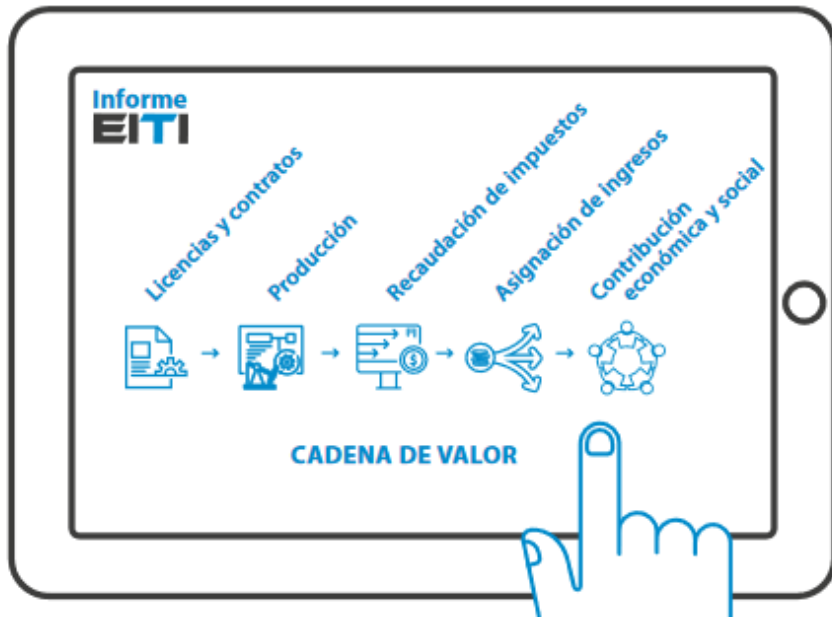 Informe
EITI
Licencias y contratos
Producción
Recaudación de impuestos
Asignación de ingresos
Contribución
económica y social
$
CADENA DE VALOR